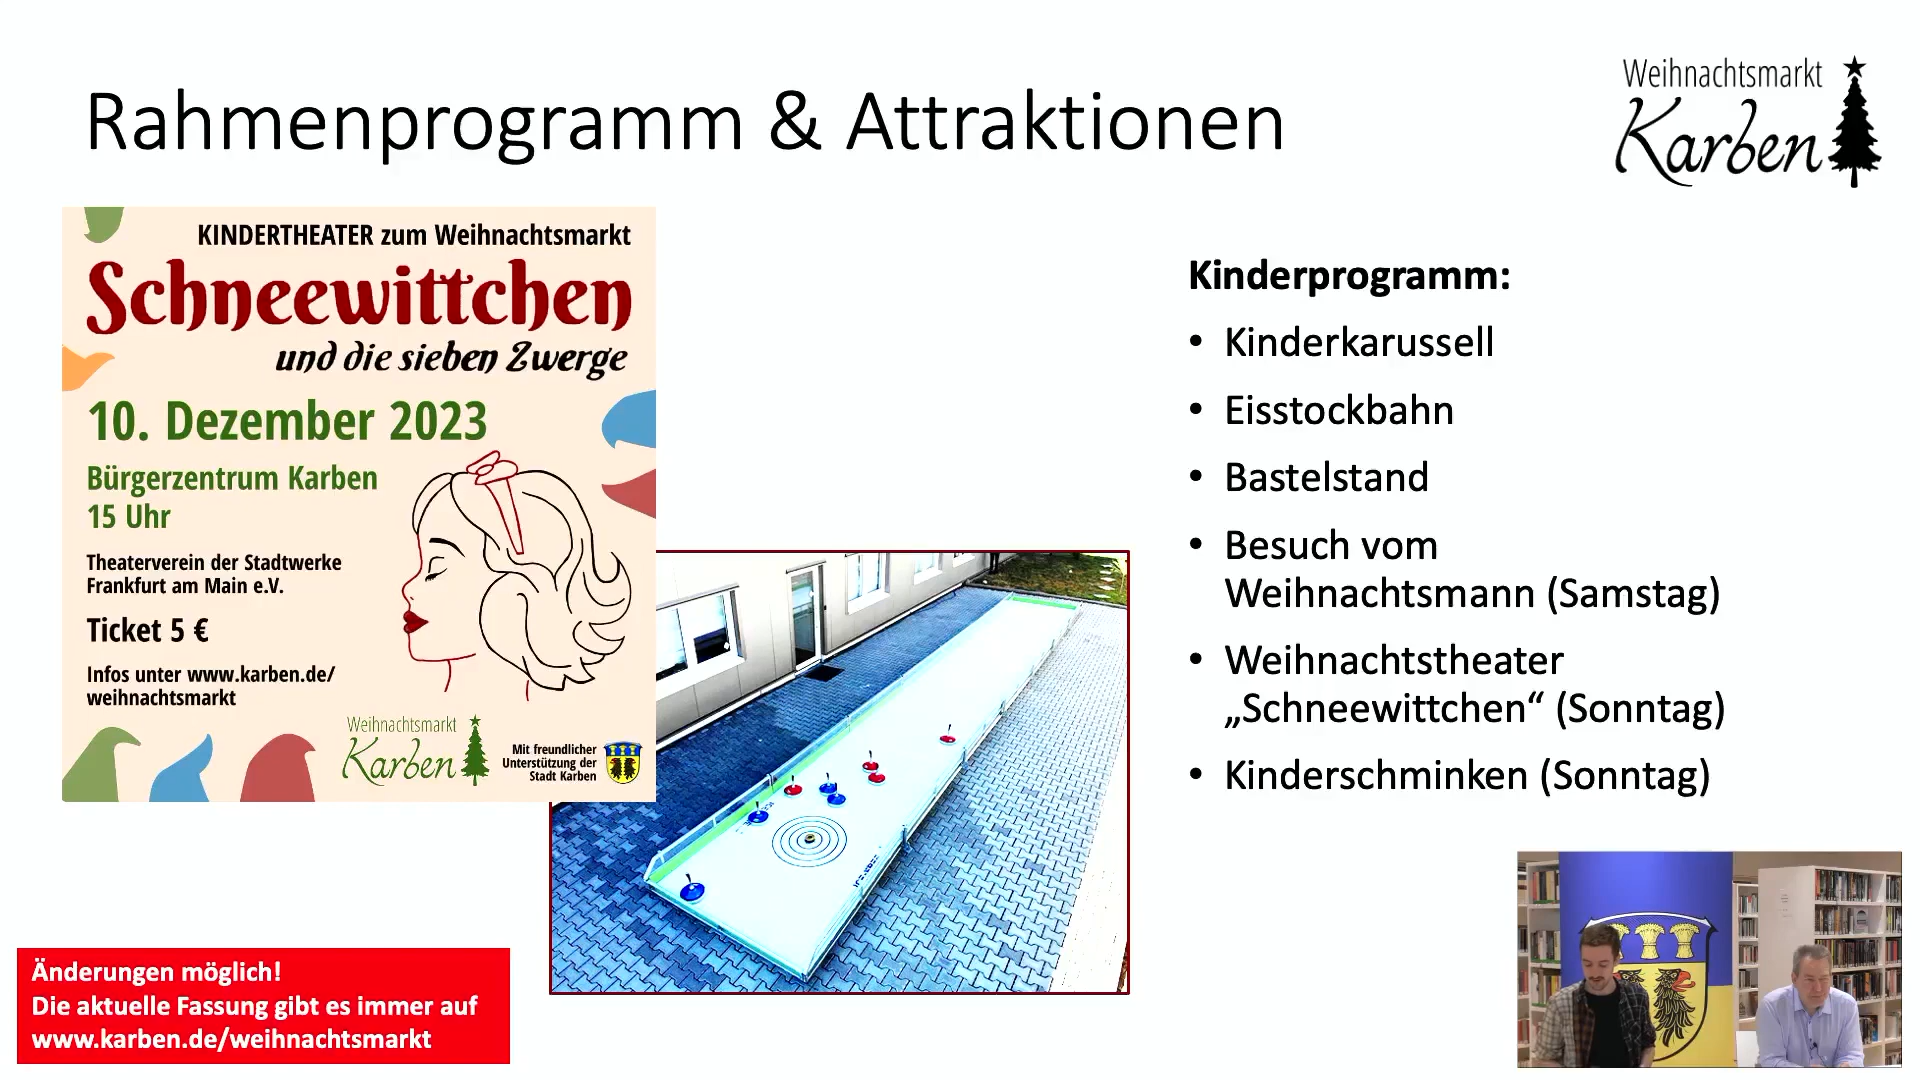 Rahmenprogramm & Attraktionen
Weihnachtsmarkt
Karben
KINDERTHEATER zum Weihnachtsmarkt
Schneewittchen
und die sieben Zwerge
10. Dezember 2023
Bürgerzentrum Karben
15 Uhr
Theaterverein der Stadtwerke
Frankfurt am Main e.V.
Ticket 5 €
Infos unter www.karben.de/
weihnachtsmarkt
Weihnachtsmarkt
Karben
Mit freundlicher
Unterstützung der
Stadt Karben
Kinderprogramm:
• Kinderkarussell
• Eisstockbahn
• Bastelstand
• Besuch vom
Weihnachtsmann (Samstag)
• Weihnachtstheater
„Schneewittchen“ (Sonntag)
• Kinderschminken (Sonntag)
Änderungen möglich!
Die aktuelle Fassung gibt es immer auf
www.karben.de/weihnachtsmarkt